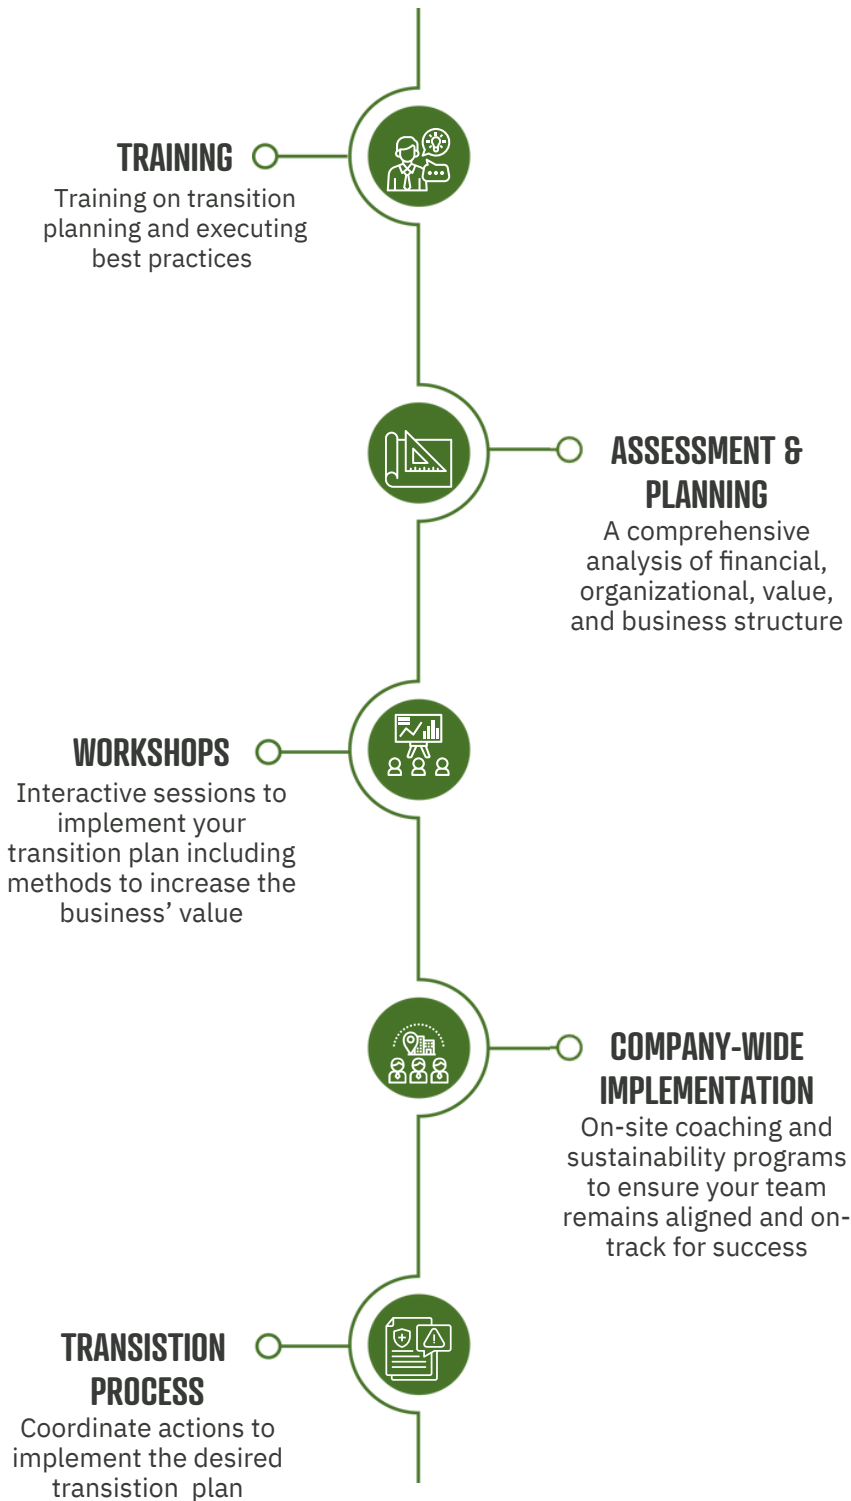 TRAINING
Training on transition
planning and executing
best practices
ASSESSMENT &
PLANNING
A comprehensive
analysis of financial,
organizational, value,
and business structure
WORKSHOPS
Interactive sessions to
implement your
transition plan including
methods to increase the
business’ value
COMPANY-WIDE
IMPLEMENTATION
On-site coaching and
sustainability programs
to ensure your team
remains aligned and on-
track for success
TRANSISTION
PROCESS
Coordinate actions to
implement the desired
transistion  plan